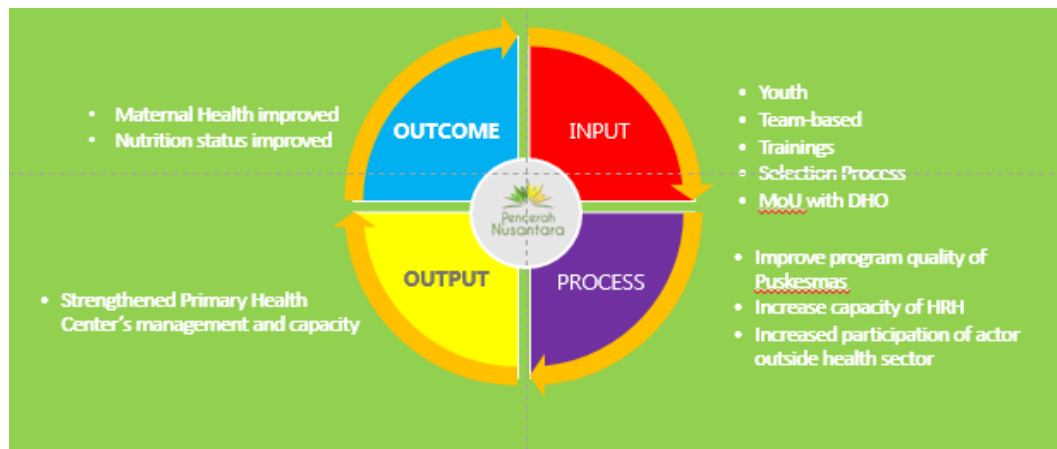 • Maternal Health improved
• Nutrition status improved
OUTCOME
INPUT
• Youth
• Team-based
• Trainings
• Selection Process
• MoU with DHO
Pencerah
Nusantara
• Strengthened Primary Health
Center's management and capacity
OUTPUT
PROCESS
• Improve program quality of
Puskesmas
• Increase capacity of HRH
• Increased participation of actor
outside health sector